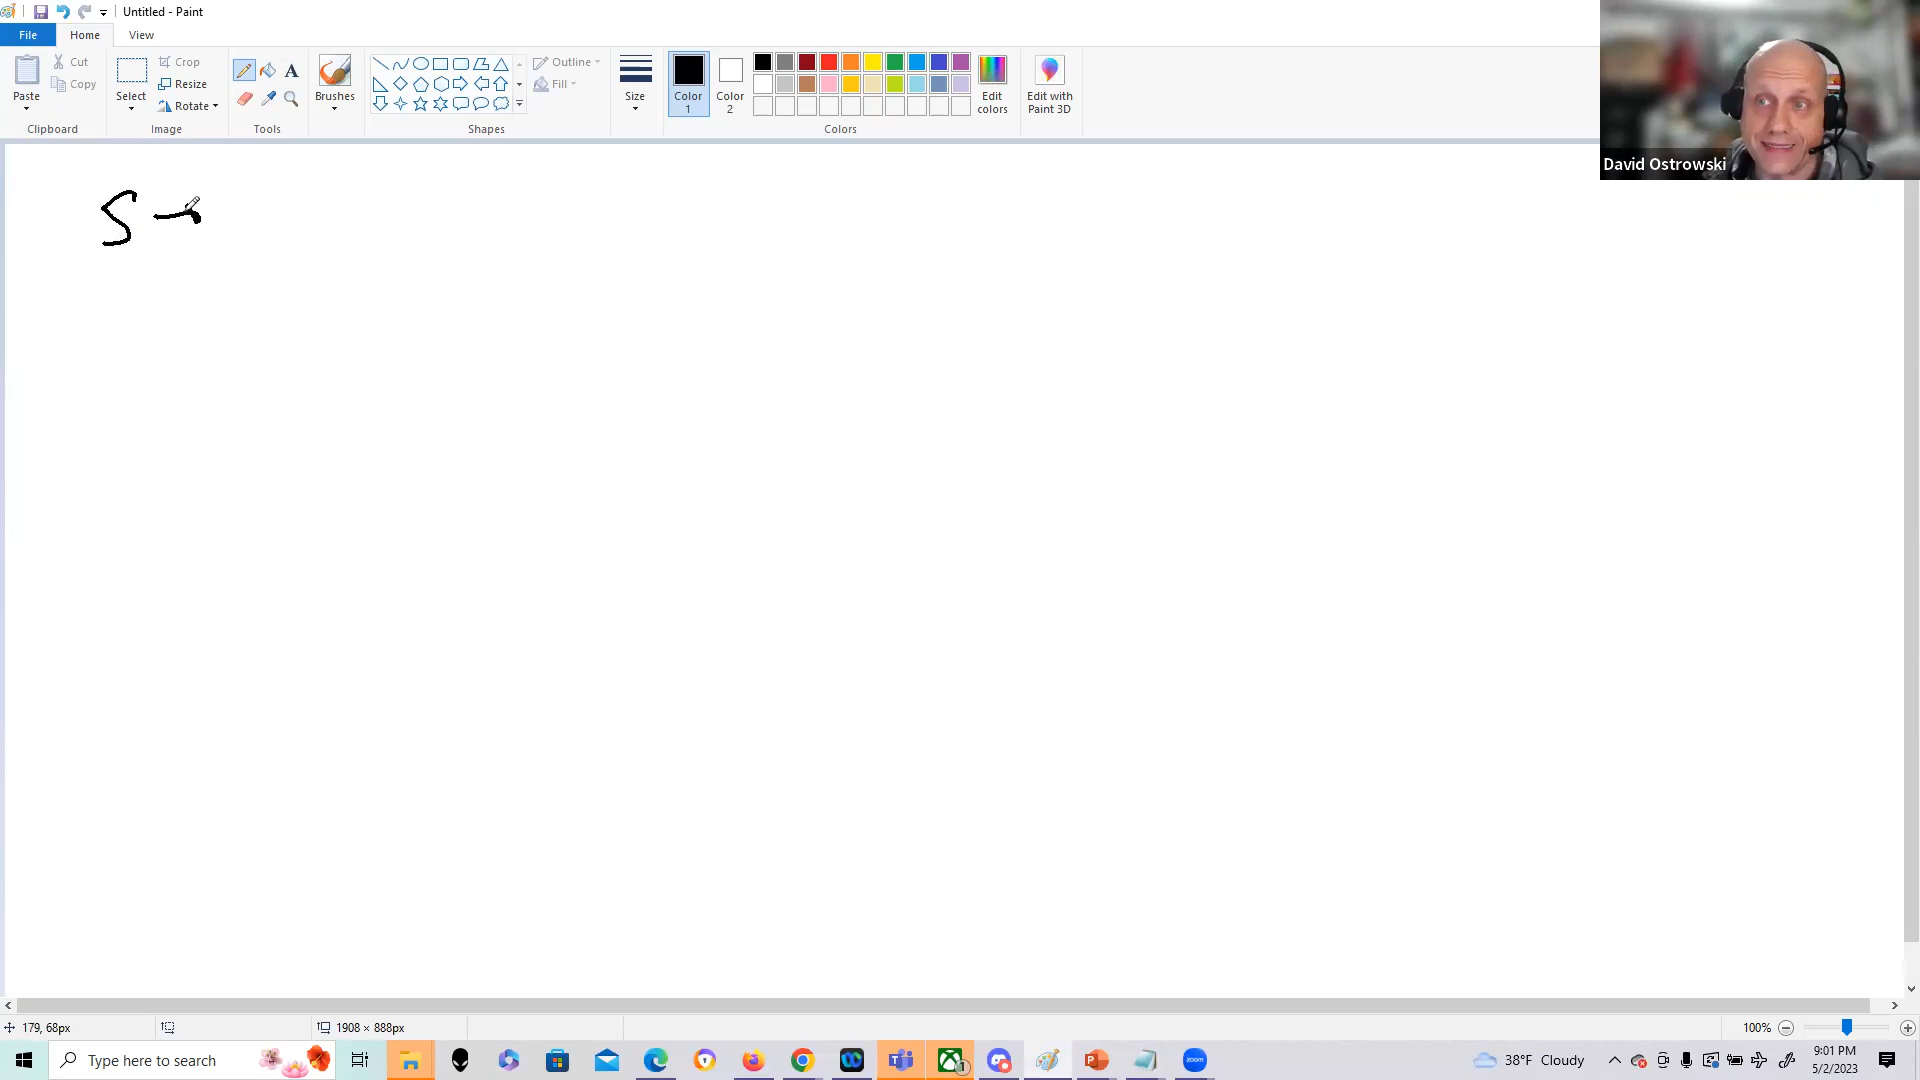 Untitled - Paint
File Home View
Paste
Cut
Copy
Clipboard
Select
Crop
Resize
Rotate
Image
A
Tools
Brushes
Outline
Fill
Shapes
Size
Color 1
Color 2
Edit colors
Colors
Edit with Paint 3D
David Ostrowski
S →
179, 68px
1908 × 888px
100%
Type here to search
1
zoom
38°F Cloudy
9:01 PM
5/2/2023